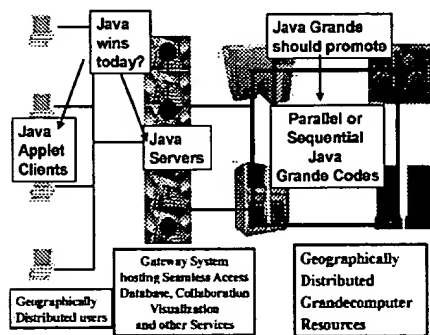 Java
wins
today?
Java Grande
should promote
Java
Applet
Clients
Java
Servers
Parallel or
Sequential
Java
Grande Codes
Geographically
Distributed users
Gateway System
hosting Seamless Access
Database, Collaboration
Visualization
and other Services
Geographically
Distributed
Grandecomputer
Resources